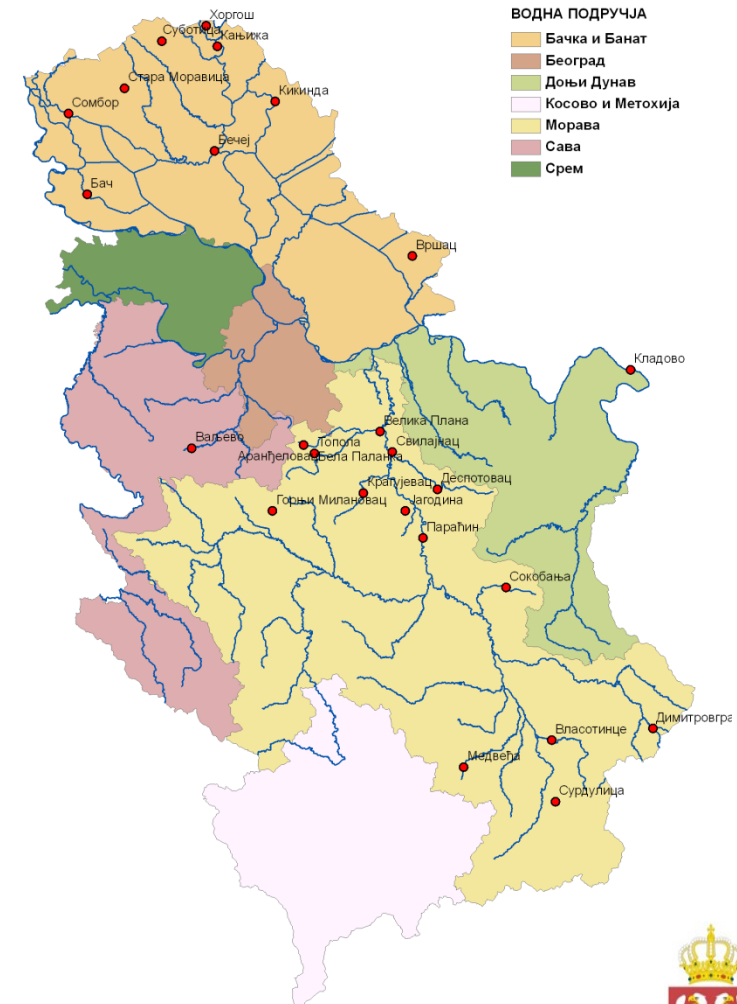 ВОДНА ПОДРУЧЈА
Бачка и Банат
Београд
Доњи Дунав
Косово и Метохија
Морава
Сава
Срем
Хоргош
Суботица
Кањижа
Стара Моравица
Кикинда
Сомбор
Бечеј
Бач
Вршац
Кладово
Велика Плана
Ваљево
Топола
Свилајнац
Аранђеловац
Бела Паланка
Деспотовац
Крагујевац
Горњи Милановац
Јагодина
Параћин
Сокобања
Димитровгра
Власотинце
Медвеђа
Сурдулица